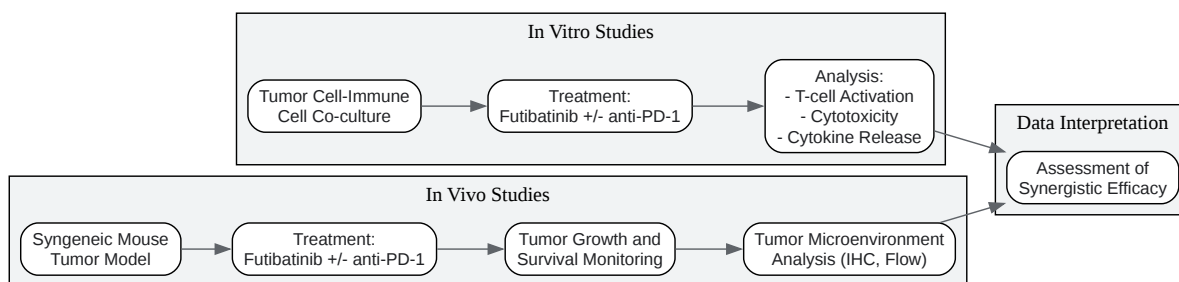 In Vitro Studies
Tumor Cell-Immune
Cell Co-culture
Treatment:
Futibatinib +/- anti-PD-1
Analysis:
- T-cell Activation
- Cytotoxicity
- Cytokine Release
In Vivo Studies
Syngeneic Mouse
Tumor Model
Treatment:
Futibatinib +/- anti-PD-1
Tumor Growth and
Survival Monitoring
Tumor Microenvironment
Analysis (IHC, Flow)
Data Interpretation
Assessment of
Synergistic Efficacy